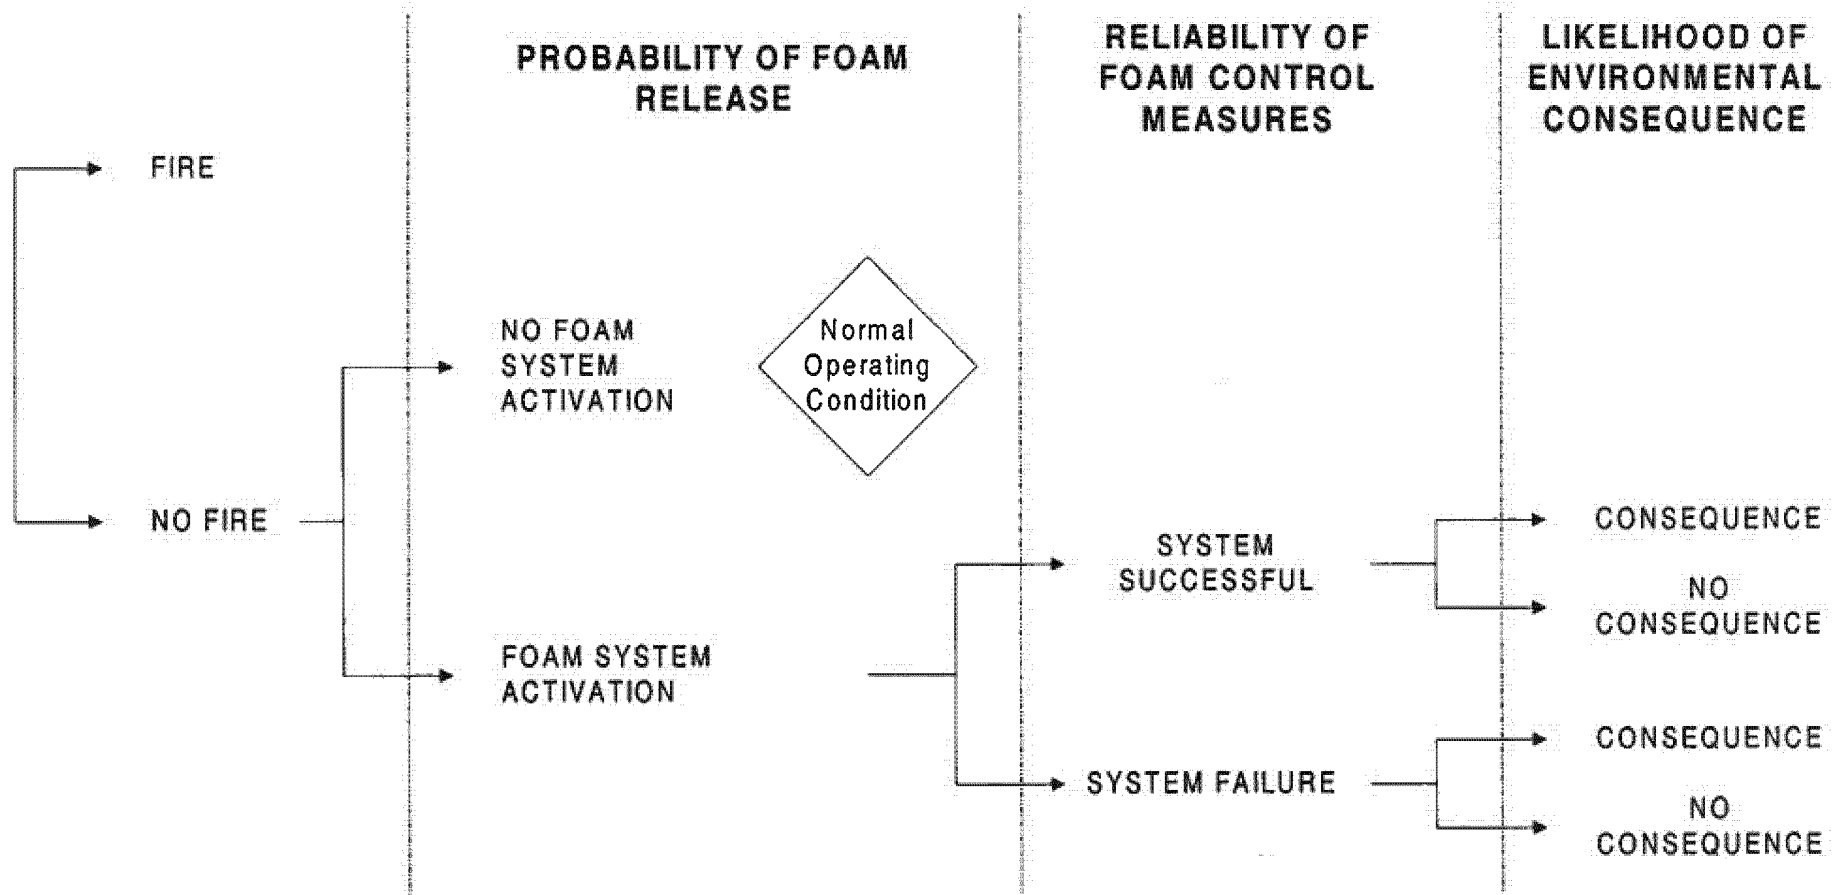 PROBABILITY OF FOAM
RELEASE
RELIABILITY OF
FOAM CONTROL
MEASURES
LIKELIHOOD OF
ENVIRONMENTAL
CONSEQUENCE
FIRE
NO FOAM
SYSTEM
ACTIVATION
Normal
Operating
Condition
NO FIRE
FOAM SYSTEM
ACTIVATION
SYSTEM
SUCCESSFUL
SYSTEM FAILURE
CONSEQUENCE
NO
CONSEQUENCE
CONSEQUENCE
NO
CONSEQUENCE